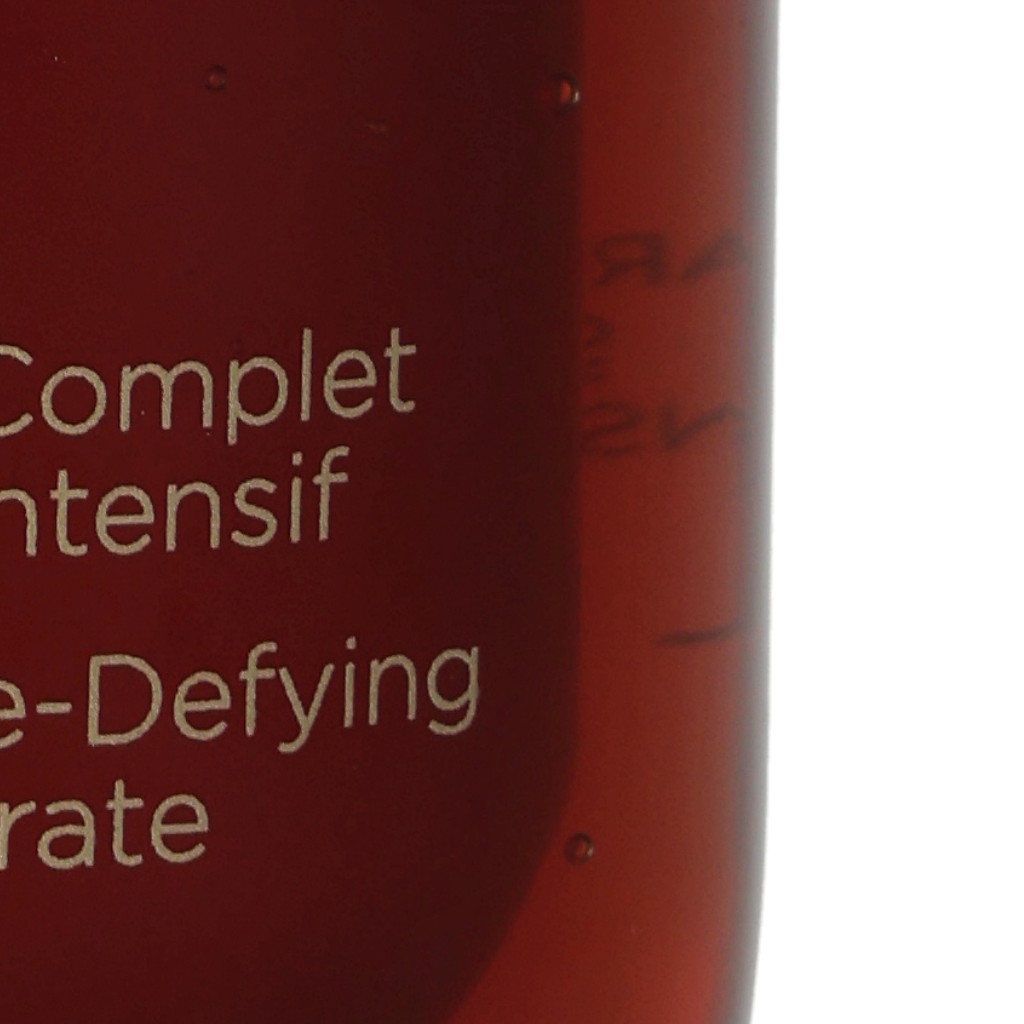 Complet
ntensif
e-Defying
rate